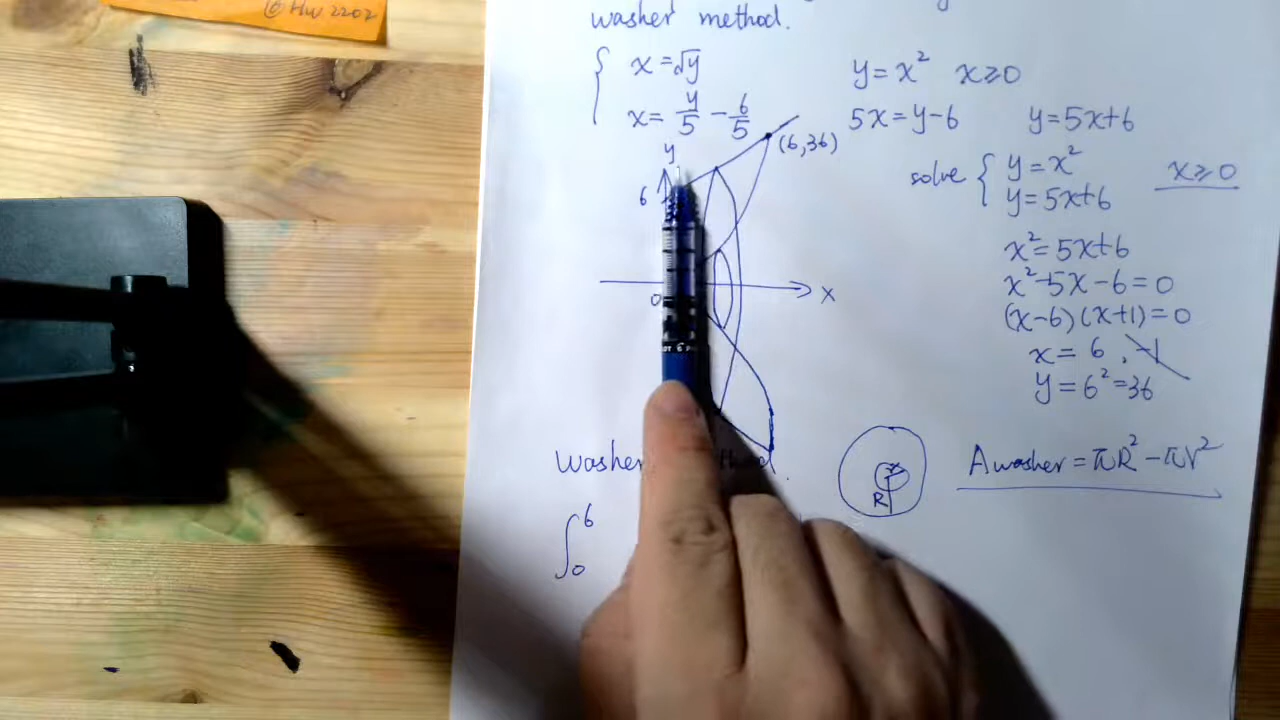 @HW 2202
washer method.
x = √y
y = x² x ≥ 0
x = y/5 - 6/5
5x = y-6
y = 5x+6
y
(6,36)
6
solve
y = x²
y = 5x+6
x ≥ 0
x² = 5x+6
x²-5x-6 = 0
0
x
(x-6)(x+1) = 0
x = 6, -1
y = 6² = 36
Washer
A washer = πR² - πr²
r
R
∫₀⁶